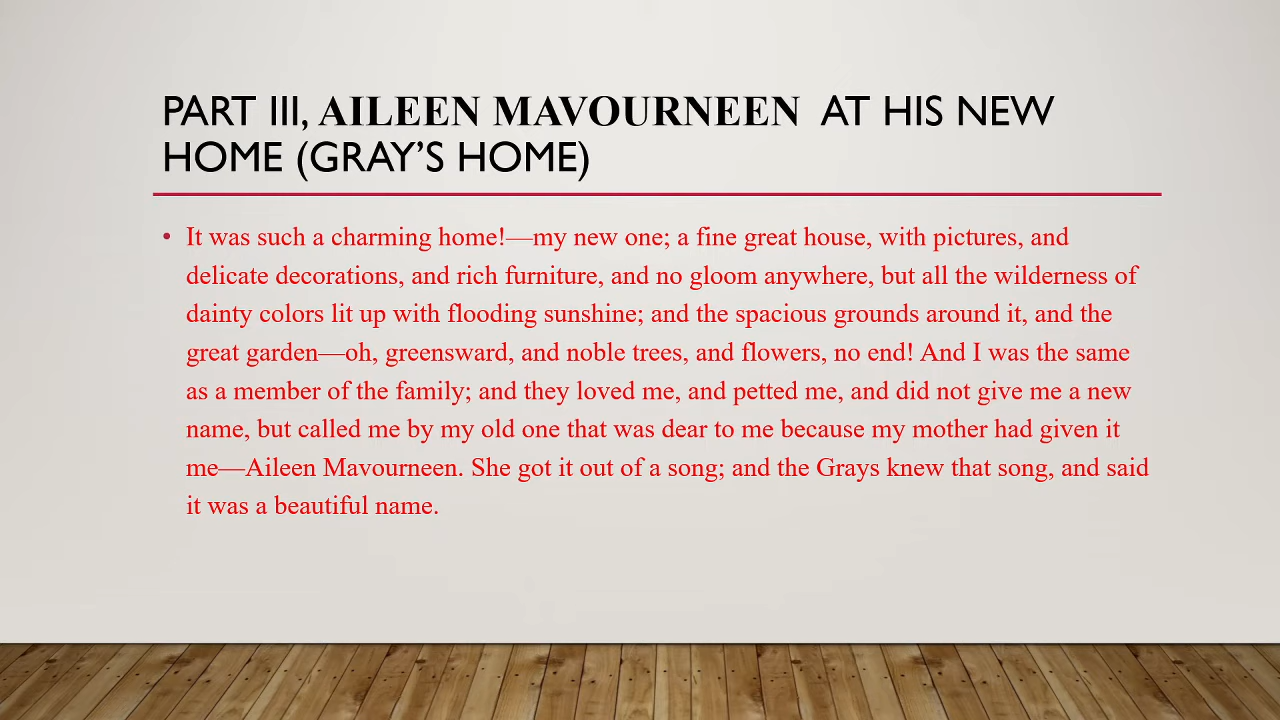 PART III, AILEEN MAVOURNEEN AT HIS NEW
HOME (GRAY’S HOME)
• It was such a charming home!—my new one; a fine great house, with pictures, and
delicate decorations, and rich furniture, and no gloom anywhere, but all the wilderness of
dainty colors lit up with flooding sunshine; and the spacious grounds around it, and the
great garden—oh, greensward, and noble trees, and flowers, no end! And I was the same
as a member of the family; and they loved me, and petted me, and did not give me a new
name, but called me by my old one that was dear to me because my mother had given it
me—Aileen Mavourneen. She got it out of a song; and the Grays knew that song, and said
it was a beautiful name.